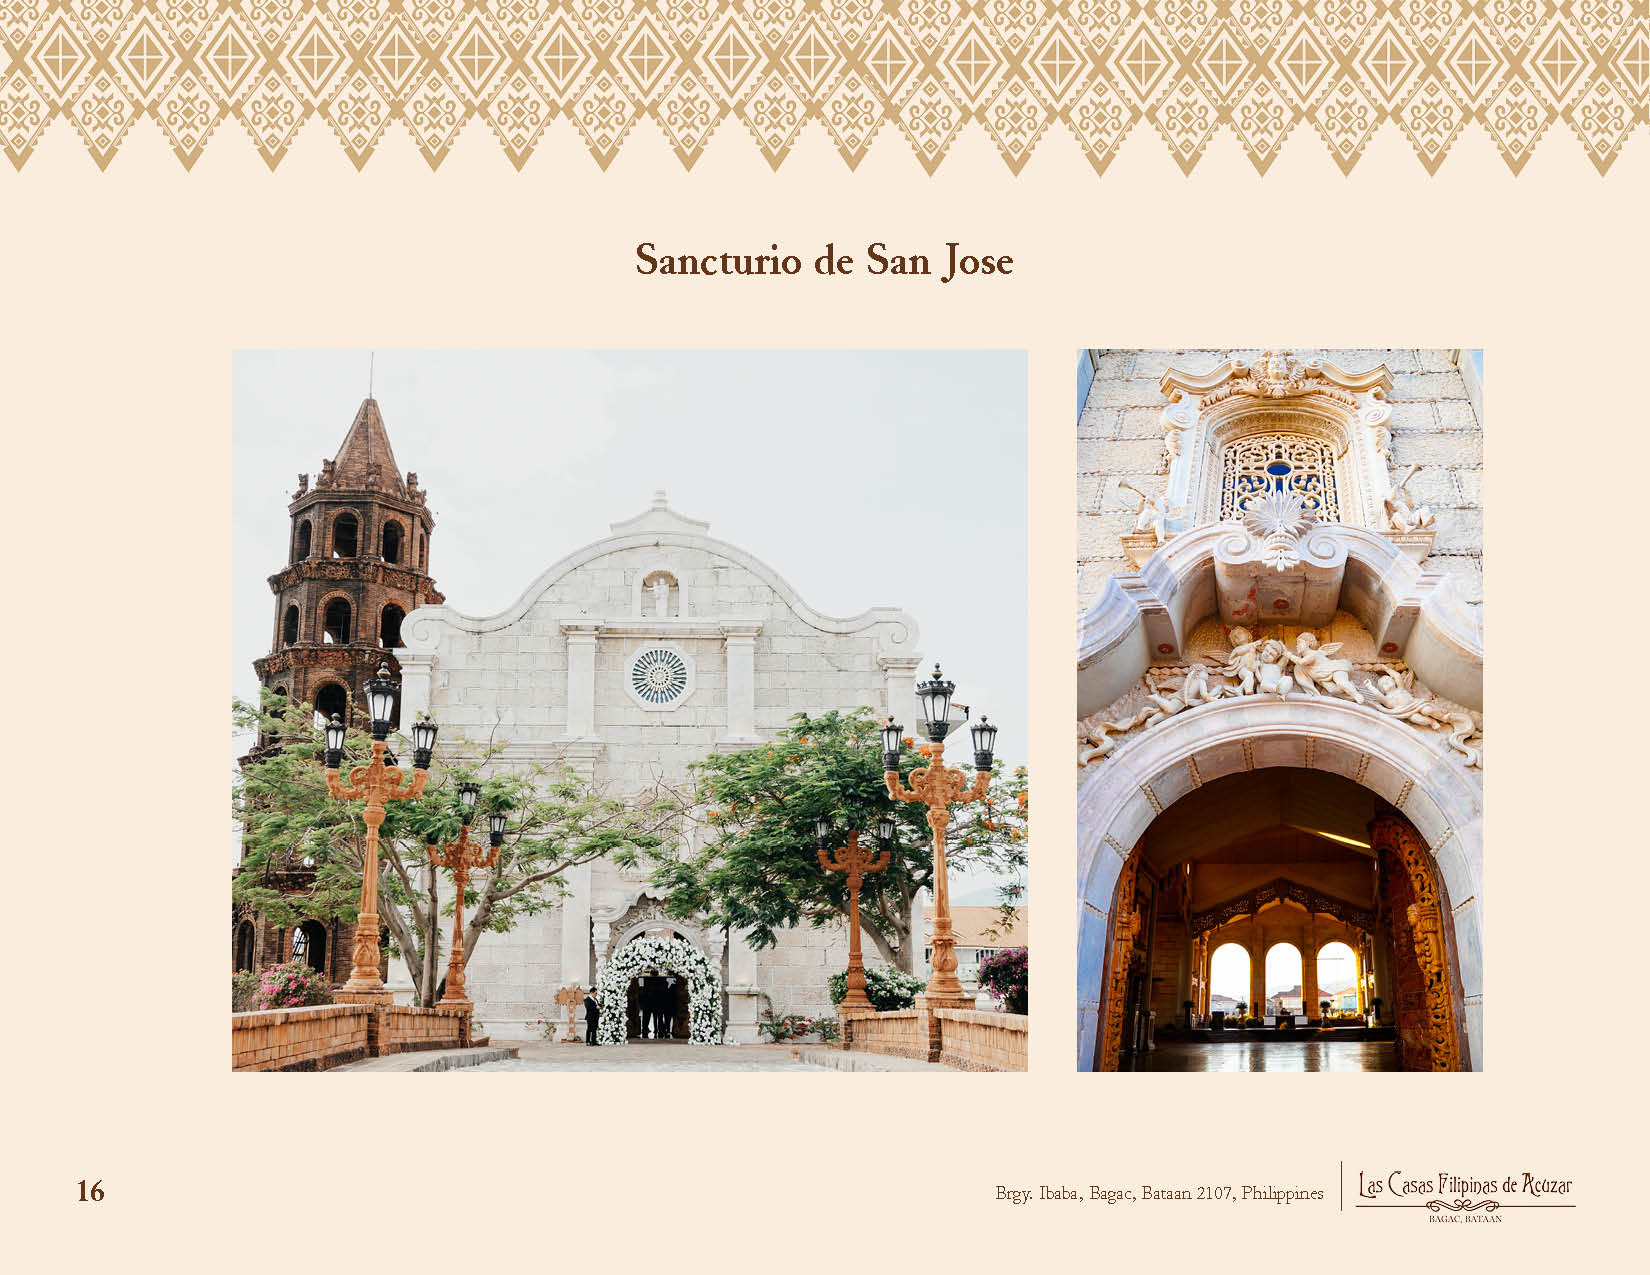 Sancturio de San Jose
16
Brgy. Ibaba, Bagac, Bataan 2107, Philippines
Las Casas Filipinas de Acuzar
BAGAC, BATAAN